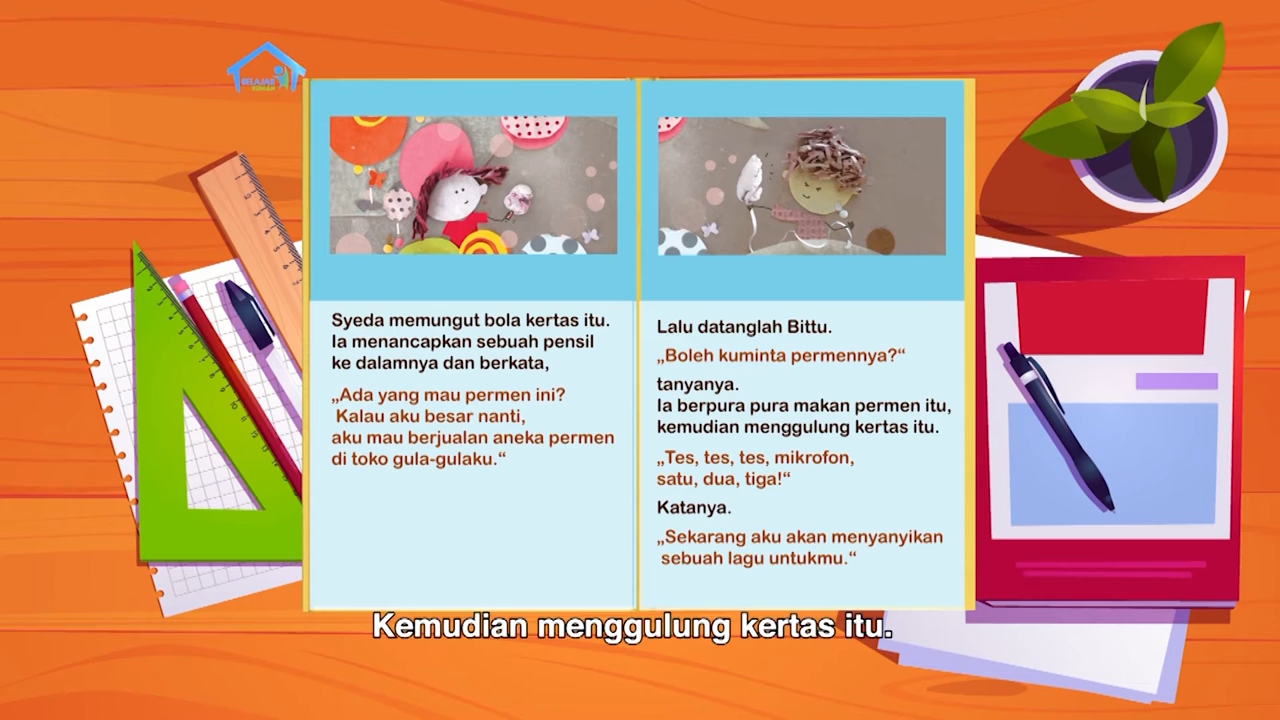 BELAJAR
RUMAH
Syeda memungut bola kertas itu.
Ia menancapkan sebuah pensil
ke dalamnya dan berkata,
„Ada yang mau permen ini?
Kalau aku besar nanti,
aku mau berjualan aneka permen
di toko gula-gulaku.“
Lalu datanglah Bittu.
„Boleh kuminta permennya?“
tanyanya.
Ia berpura pura makan permen itu,
kemudian menggulung kertas itu.
„Tes, tes, tes, mikrofon,
satu, dua, tiga!“
Katanya.
„Sekarang aku akan menyanyikan
sebuah lagu untukmu.“
Kemudian menggulung kertas itu.